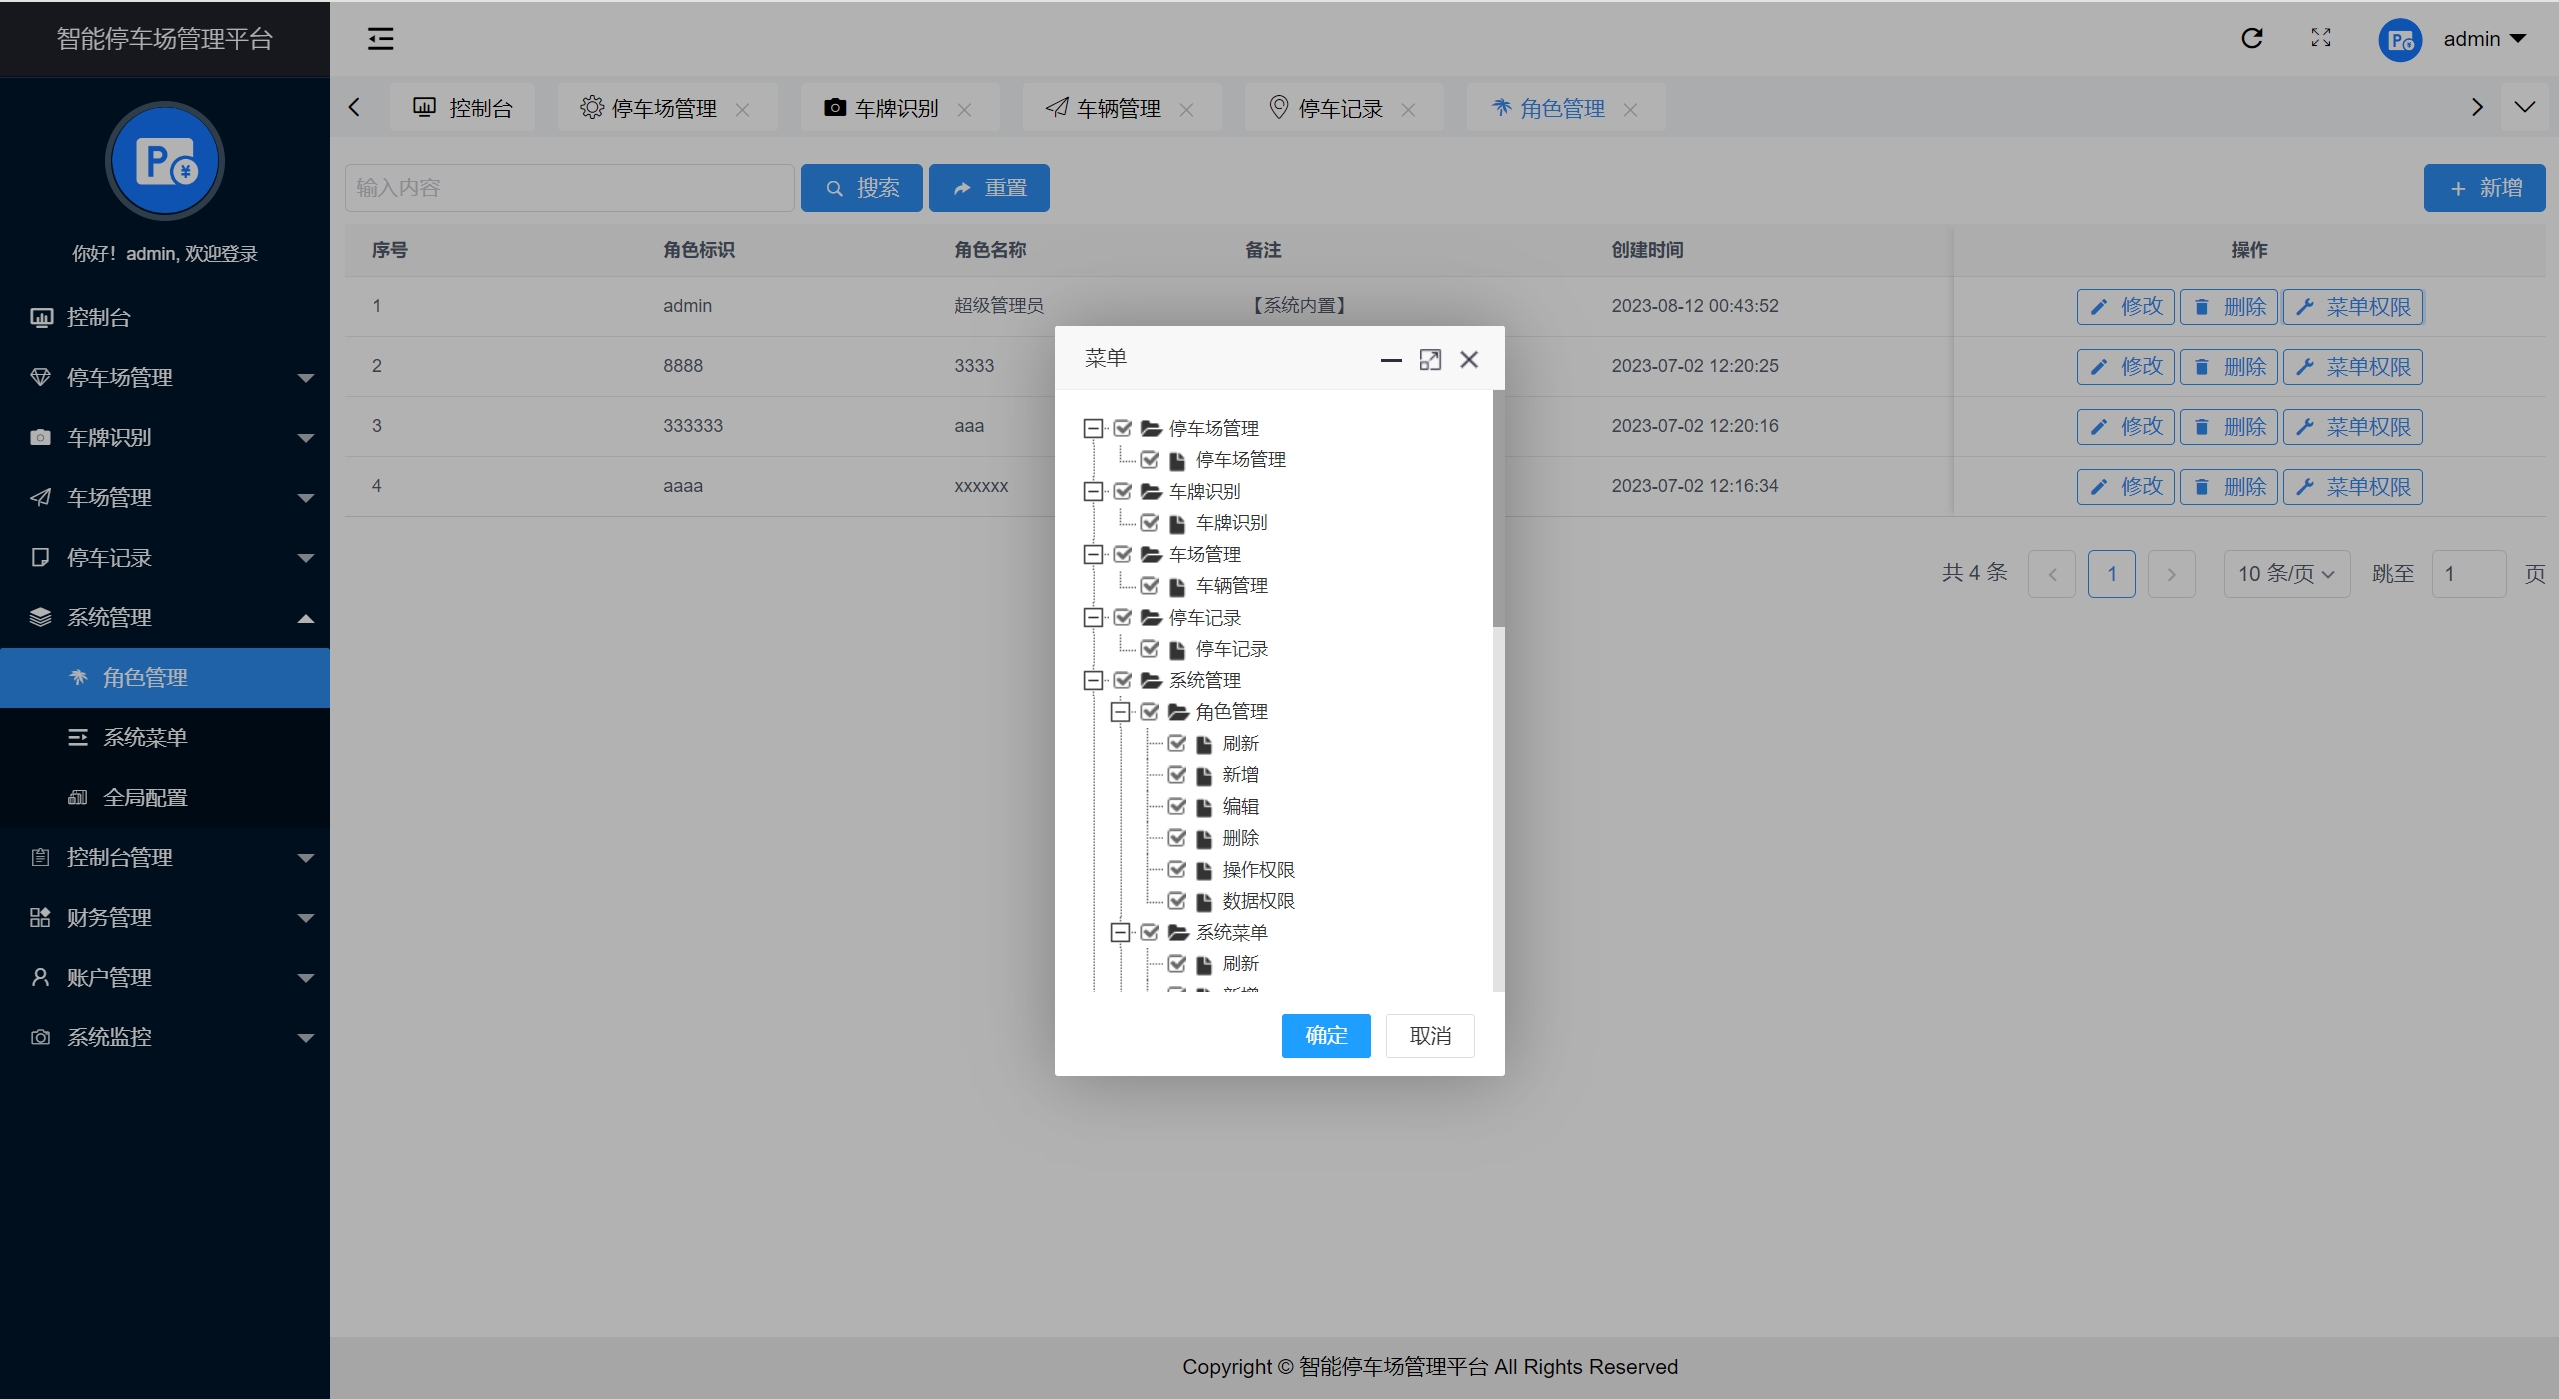 智能停车场管理平台
admin
控制台
停车场管理
车牌识别
车辆管理
停车记录
角色管理
你好！admin, 欢迎登录
控制台
停车场管理
车牌识别
车场管理
停车记录
系统管理
角色管理
系统菜单
全局配置
控制台管理
财务管理
账户管理
系统监控
输入内容
搜索
重置
新增
序号 角色标识 角色名称 备注 创建时间 操作
1 admin 超级管理员 【系统内置】 2023-08-12 00:43:52 修改 删除 菜单权限
2 8888 3333 2023-07-02 12:20:25 修改 删除 菜单权限
3 333333 aaa 2023-07-02 12:20:16 修改 删除 菜单权限
4 aaaa xxxxxx 2023-07-02 12:16:34 修改 删除 菜单权限
共 4 条 1 10 条/页 跳至 1 页
菜单
停车场管理
停车场管理
车牌识别
车牌识别
车场管理
车辆管理
停车记录
停车记录
系统管理
角色管理
刷新
新增
编辑
删除
操作权限
数据权限
系统菜单
刷新
确定
取消
Copyright © 智能停车场管理平台 All Rights Reserved